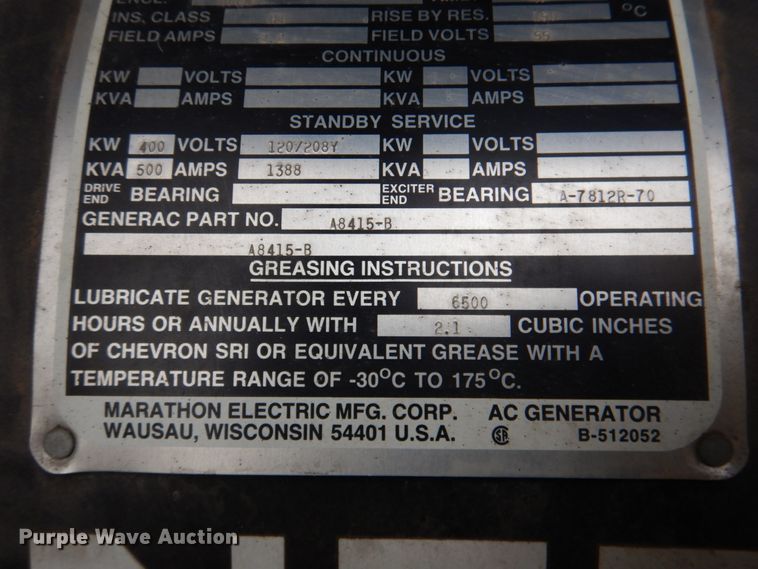 INS. CLASS RISE BY RES. °C
FIELD AMPS FIELD VOLTS
CONTINUOUS
KW VOLTS KW VOLTS
KVA AMPS KVA AMPS
STANDBY SERVICE
KW 400 VOLTS 120/208Y KW VOLTS
KVA 500 AMPS 1388 KVA AMPS
DRIVE END BEARING EXCITER END BEARING A-7812R-70
GENERAC PART NO. A8415-B
A8415-B
GREASING INSTRUCTIONS
LUBRICATE GENERATOR EVERY 6500 OPERATING
HOURS OR ANNUALLY WITH 2.1 CUBIC INCHES
OF CHEVRON SRI OR EQUIVALENT GREASE WITH A
TEMPERATURE RANGE OF -30°C TO 175°C.
MARATHON ELECTRIC MFG. CORP. AC GENERATOR
WAUSAU, WISCONSIN 54401 U.S.A. B-512052
Purple Wave Auction